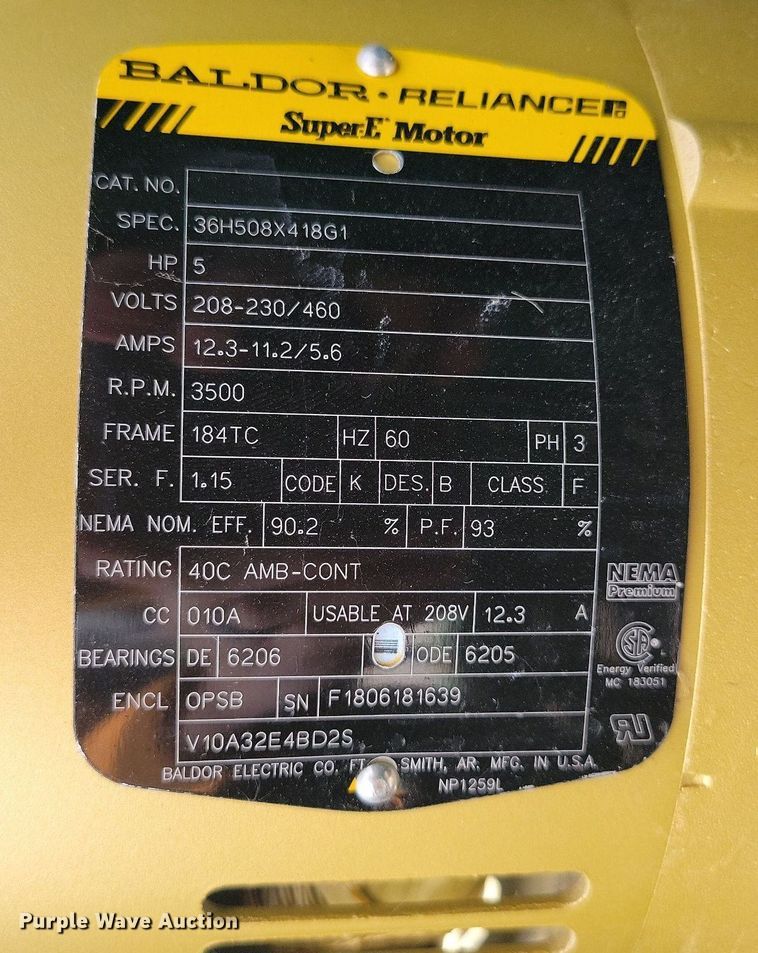 BALDOR • RELIANCE
Super-E Motor
CAT. NO.
SPEC. 36H508X418G1
HP 5
VOLTS 208-230/460
AMPS 12.3-11.2/5.6
R.P.M. 3500
FRAME 184TC HZ 60 PH 3
SER. F. 1.15 CODE K DES. B CLASS F
NEMA NOM. EFF. 90.2 % P.F. 93 %
RATING 40C AMB-CONT
CC 010A USABLE AT 208V 12.3 A
BEARINGS DE 6206 ODE 6205
ENCL OPSB SN F1806181639
V10A32E4BD2S
NEMA
Premium
SA
Energy Verified
MC 183051
BALDOR ELECTRIC CO. FT. SMITH, AR. MFG. IN U.S.A.
NP1259L
Purple Wave Auction